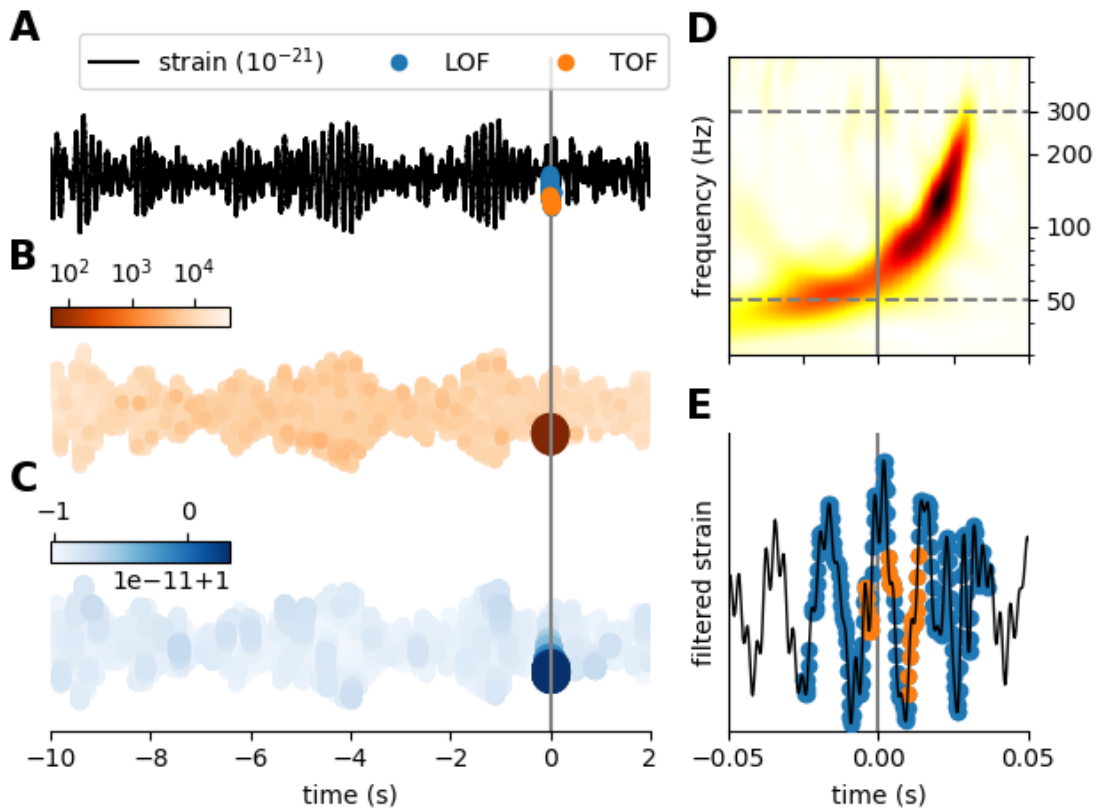 A
strain (10⁻²¹) LOF TOF
B
10² 10³ 10⁴
C
−1 0
1e−11+1
−10 −8 −6 −4 −2 0 2
time (s)
D
frequency (Hz)
300
200
100
50
E
filtered strain
−0.05 0.00 0.05
time (s)